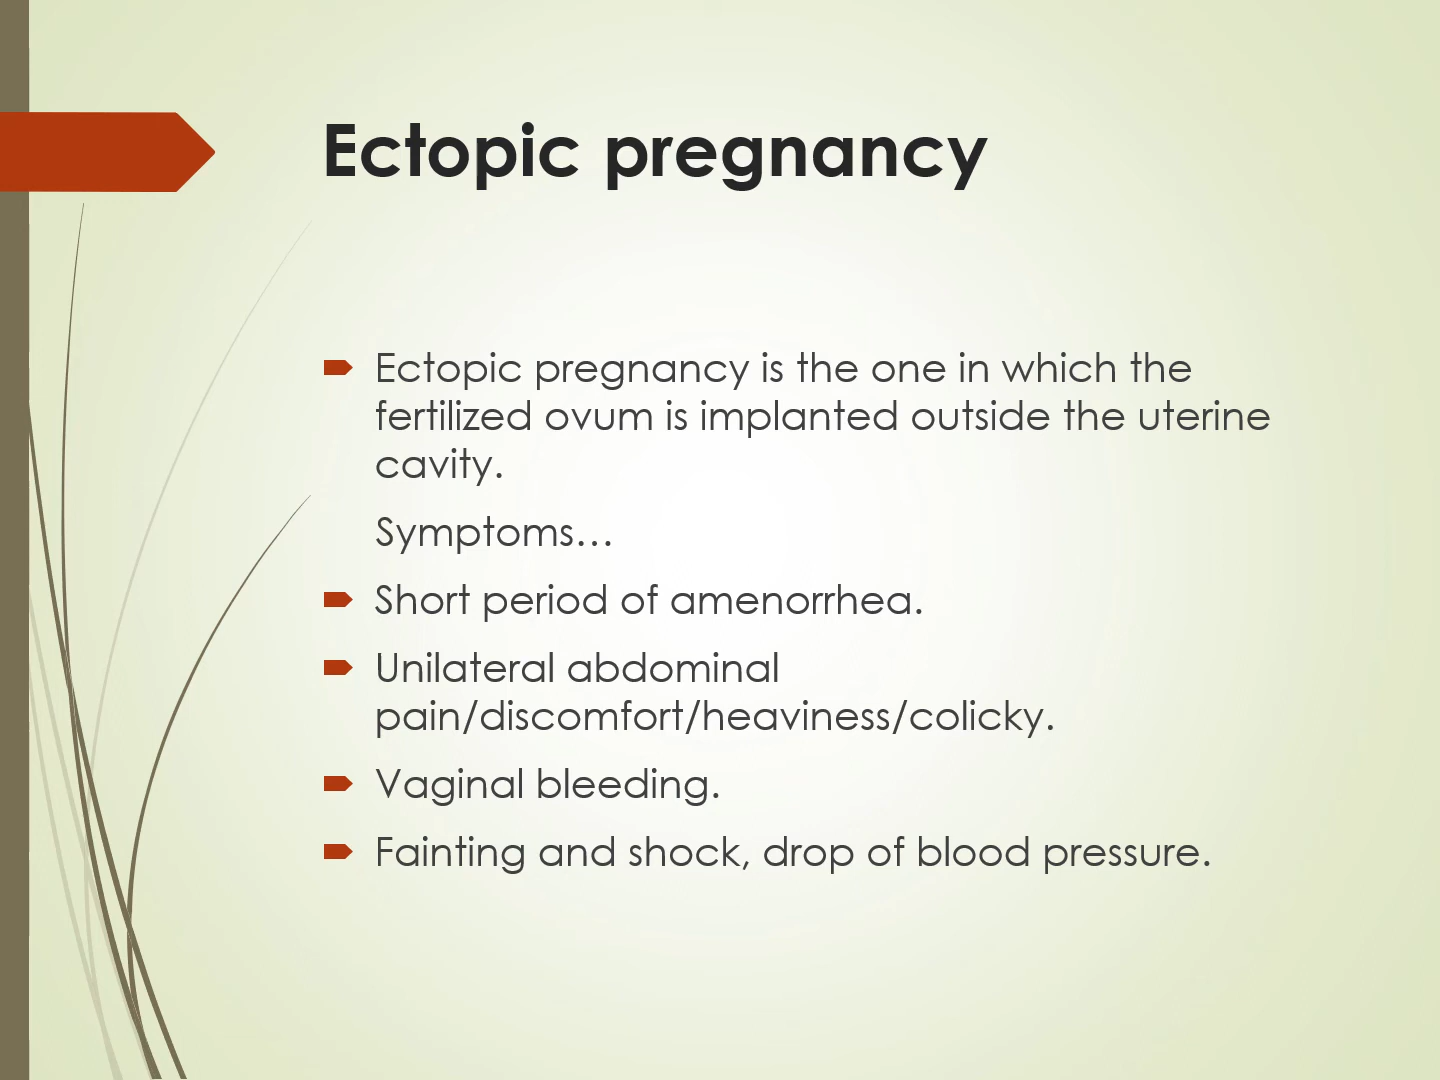 Ectopic pregnancy
Ectopic pregnancy is the one in which the
fertilized ovum is implanted outside the uterine
cavity.
Symptoms…
Short period of amenorrhea.
Unilateral abdominal
pain/discomfort/heaviness/colicky.
Vaginal bleeding.
Fainting and shock, drop of blood pressure.